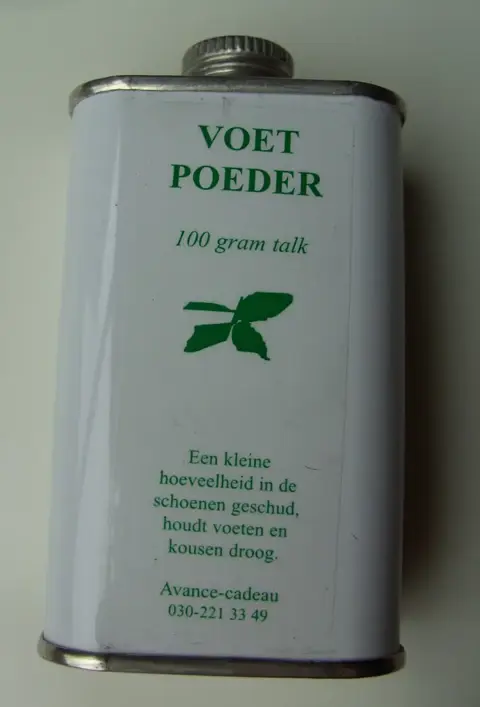 VOET
POEDER
100 gram talk
Een kleine
hoeveelheid in de
schoenen geschud,
houdt voeten en
kousen droog.
Avance-cadeau
030-221 33 49